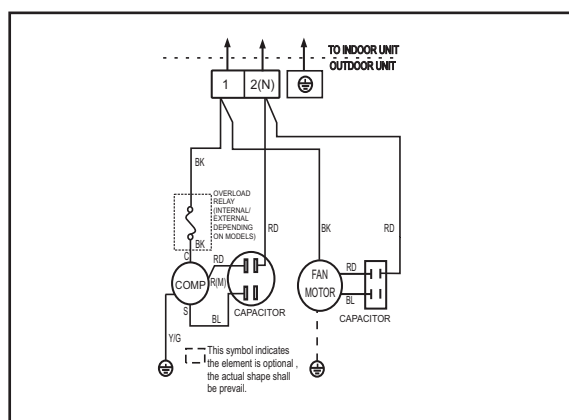 TO INDOOR UNIT
OUTDOOR UNIT
1
2(N)
BK
OVERLOAD
RELAY
(INTERNAL/
EXTERNAL
DEPENDING
ON MODELS)
RD
BK
RD
BK
C
RD
COMP
R(M)
S
BL
CAPACITOR
FAN
MOTOR
RD
BL
CAPACITOR
Y/G
This symbol indicates
the element is optional ,
the actual shape shall
be prevail.